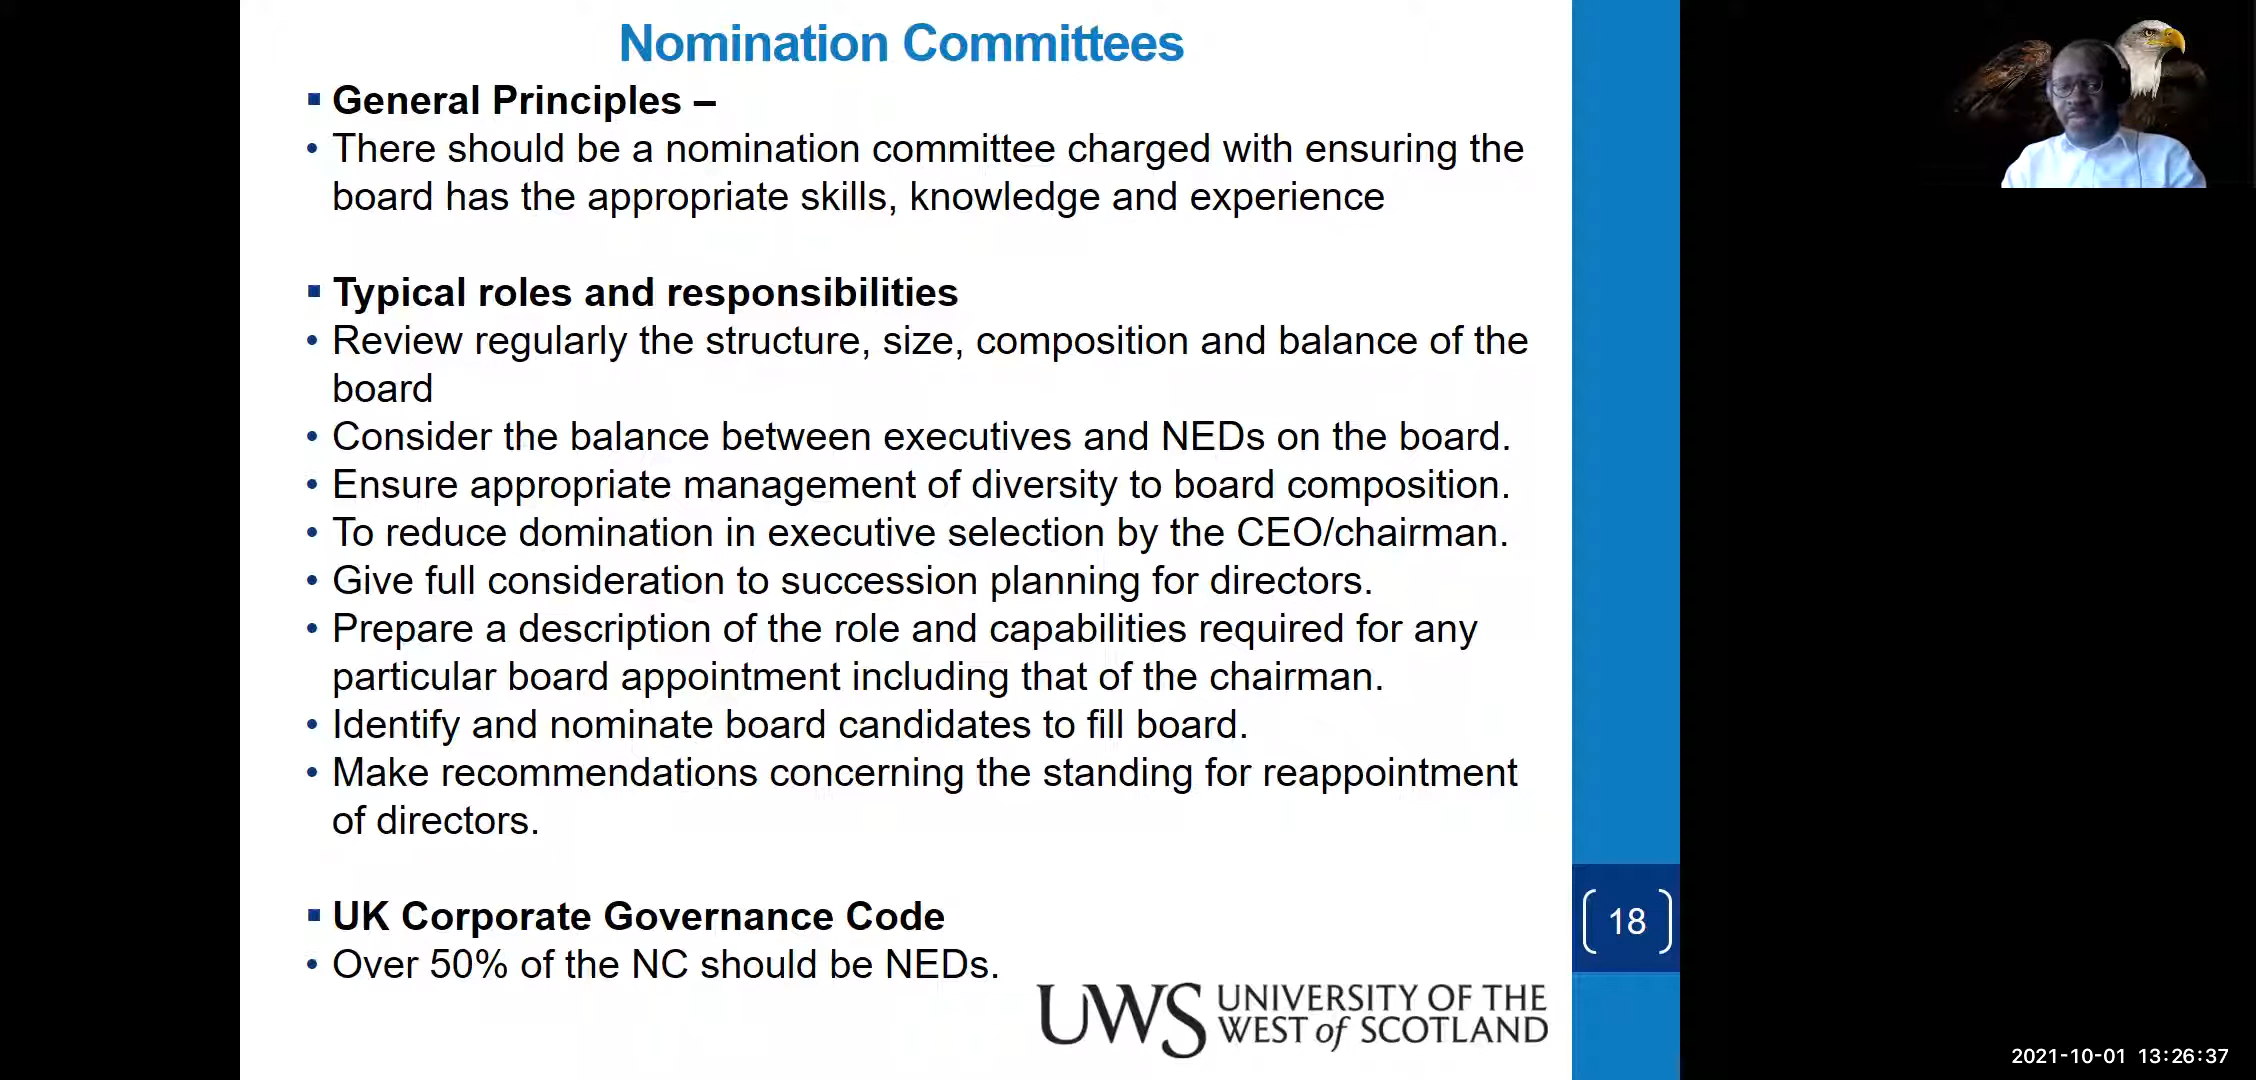 Nomination Committees
▪ General Principles –
• There should be a nomination committee charged with ensuring the
board has the appropriate skills, knowledge and experience
▪ Typical roles and responsibilities
• Review regularly the structure, size, composition and balance of the
board
• Consider the balance between executives and NEDs on the board.
• Ensure appropriate management of diversity to board composition.
• To reduce domination in executive selection by the CEO/chairman.
• Give full consideration to succession planning for directors.
• Prepare a description of the role and capabilities required for any
particular board appointment including that of the chairman.
• Identify and nominate board candidates to fill board.
• Make recommendations concerning the standing for reappointment
of directors.
▪ UK Corporate Governance Code
• Over 50% of the NC should be NEDs.
18
UWS UNIVERSITY OF THE
WEST of SCOTLAND
2021-10-01 13:26:37